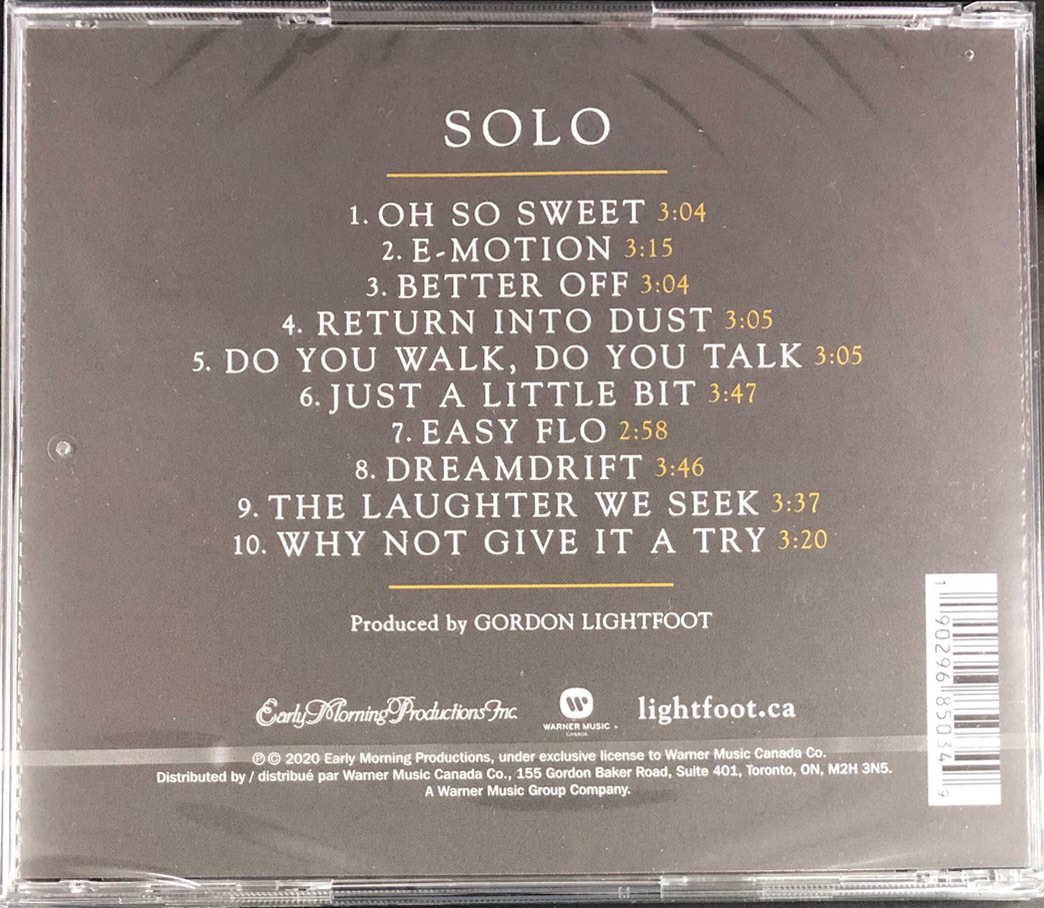 SOLO
1. OH SO SWEET 3:04
2. E-MOTION 3:15
3. BETTER OFF 3:04
4. RETURN INTO DUST 3:05
5. DO YOU WALK, DO YOU TALK 3:05
6. JUST A LITTLE BIT 3:47
7. EASY FLO 2:58
8. DREAMDRIFT 3:46
9. THE LAUGHTER WE SEEK 3:37
10. WHY NOT GIVE IT A TRY 3:20
Produced by GORDON LIGHTFOOT
Early Morning Productions Inc.
WARNER MUSIC
CANADA
lightfoot.ca
℗© 2020 Early Morning Productions, under exclusive license to Warner Music Canada Co.
Distributed by / distribué par Warner Music Canada Co., 155 Gordon Baker Road, Suite 401, Toronto, ON, M2H 3N5.
A Warner Music Group Company.
1 90296 85034 9